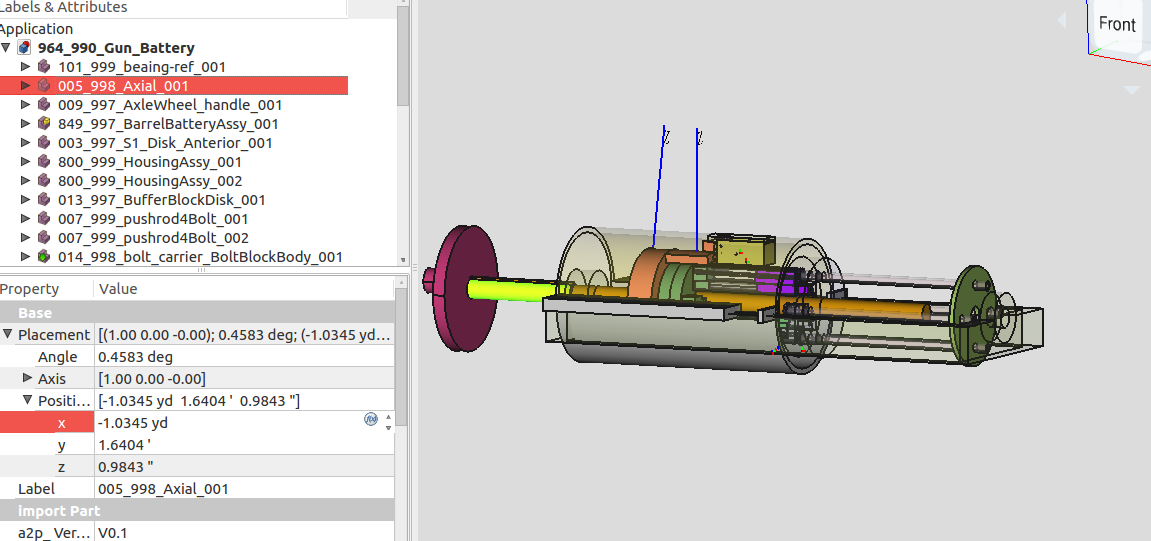 Labels & Attributes
Application
964_990_Gun_Battery
101_999_beaing-ref_001
005_998_Axial_001
009_997_AxleWheel_handle_001
849_997_BarrelBatteryAssy_001
003_997_S1_Disk_Anterior_001
800_999_HousingAssy_001
800_999_HousingAssy_002
013_997_BufferBlockDisk_001
007_999_pushrod4Bolt_001
007_999_pushrod4Bolt_002
014_998_bolt_carrier_BoltBlockBody_001
Property Value
Base
Placement [(1.00 0.00 -0.00); 0.4583 deg; (-1.0345 yd...
Angle 0.4583 deg
Axis [1.00 0.00 -0.00]
Positi... [-1.0345 yd 1.6404 ' 0.9843 "]
x -1.0345 yd
y 1.6404 '
z 0.9843 "
Label 005_998_Axial_001
import Part
a2p_Ver... V0.1
Front
Z Z